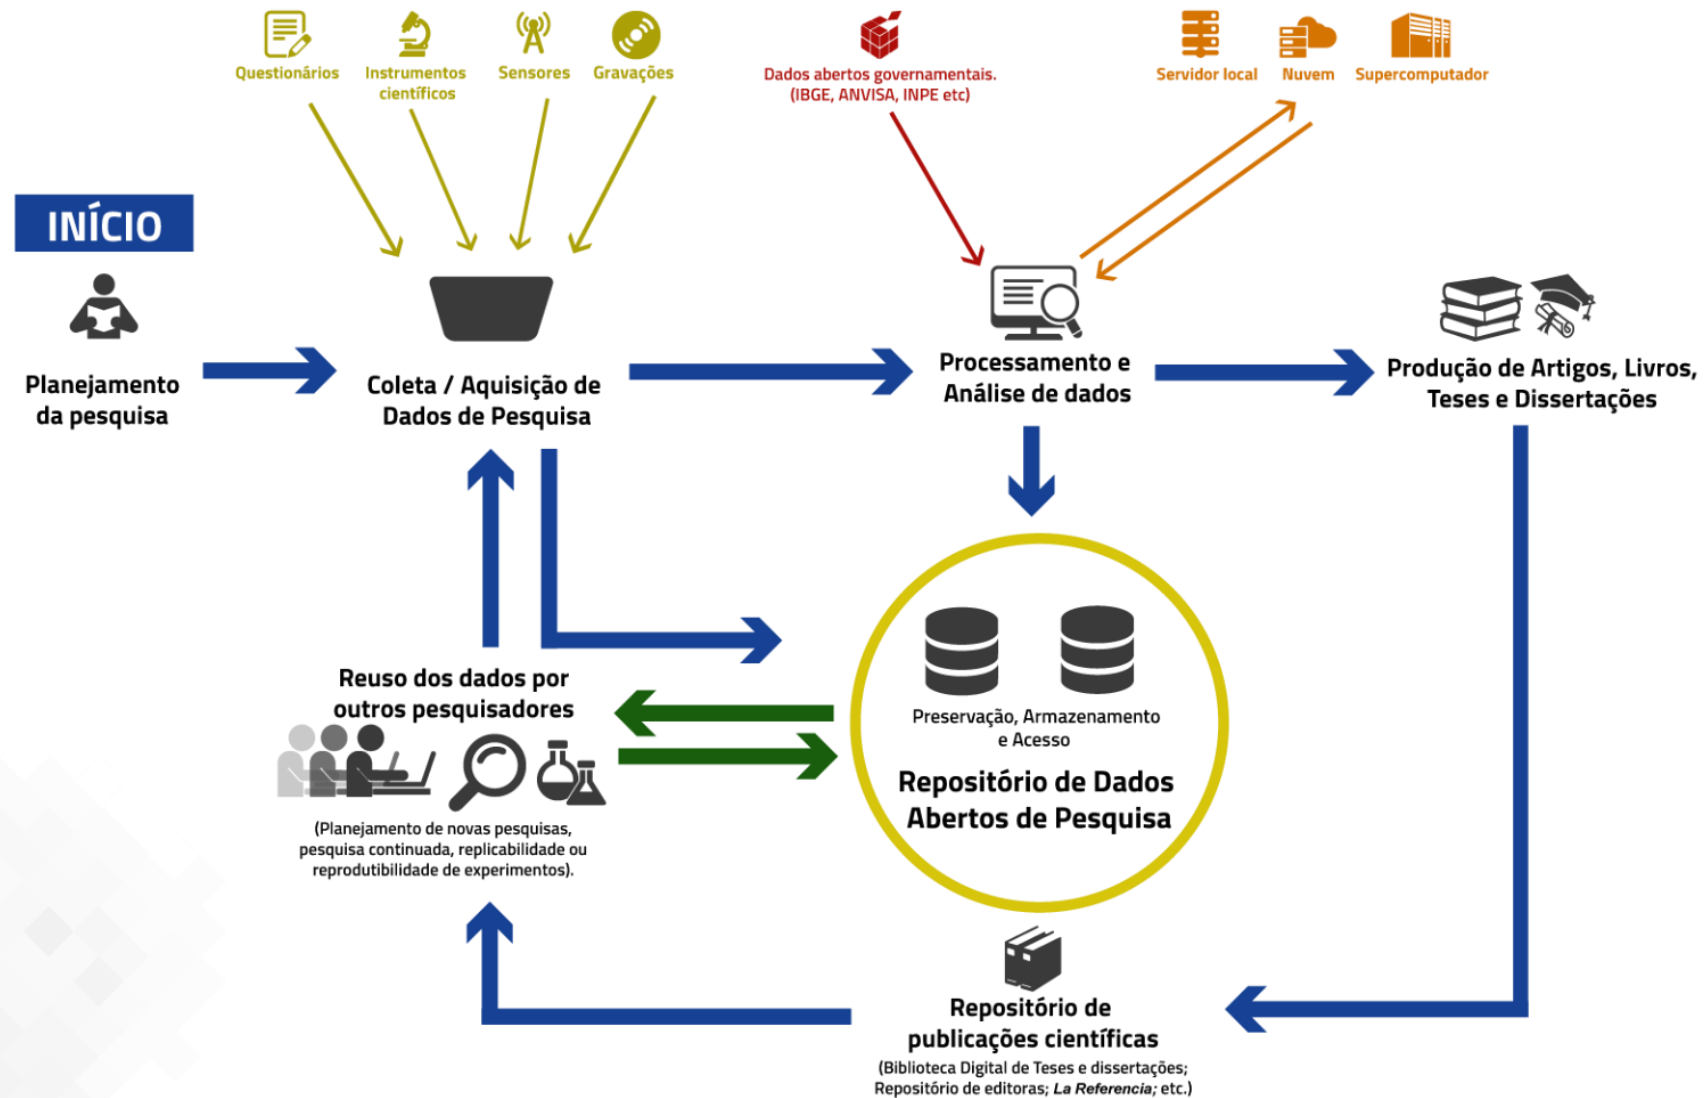 Questionários
Instrumentos
científicos
Sensores
Gravações
Dados abertos governamentais.
(IBGE, ANVISA, INPE etc)
Servidor local
Nuvem
Supercomputador
INÍCIO
Planejamento
da pesquisa
Coleta / Aquisição de
Dados de Pesquisa
Processamento e
Análise de dados
Produção de Artigos, Livros,
Teses e Dissertações
Reuso dos dados por
outros pesquisadores
(Planejamento de novas pesquisas,
pesquisa continuada, replicabilidade ou
reprodutibilidade de experimentos).
Preservação, Armazenamento
e Acesso
Repositório de Dados
Abertos de Pesquisa
Repositório de
publicações científicas
(Biblioteca Digital de Teses e dissertações;
Repositório de editoras; La Referencia; etc.)